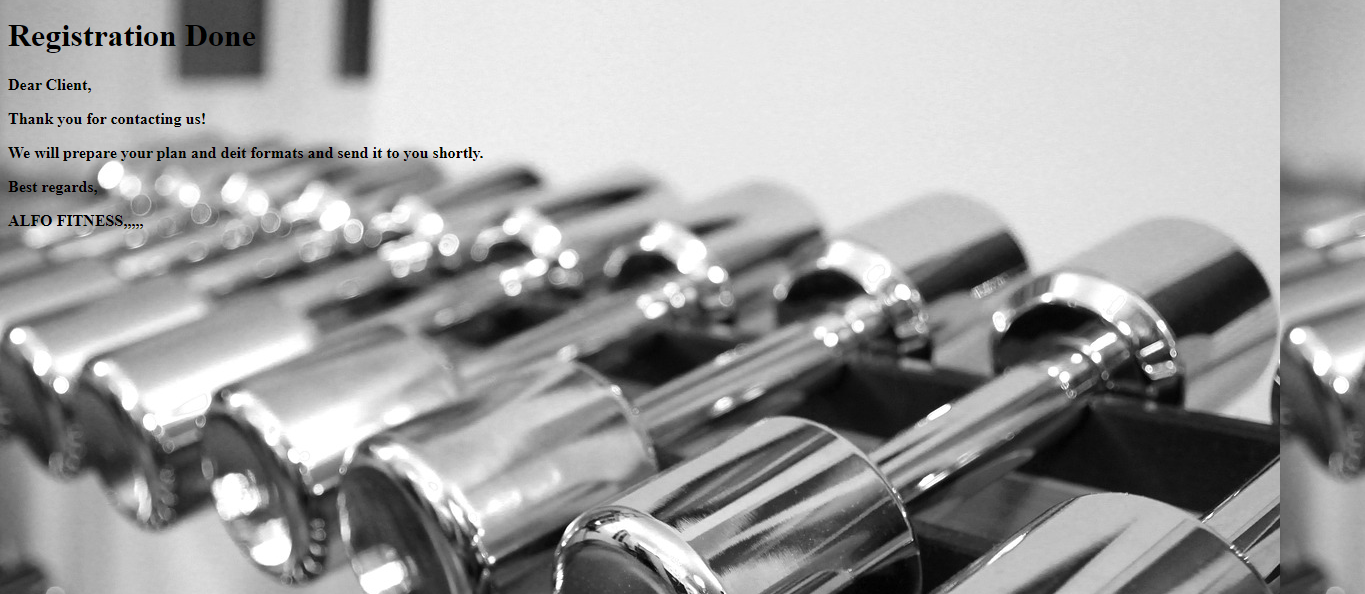 Registration Done
Dear Client,
Thank you for contacting us!
We will prepare your plan and deit formats and send it to you shortly.
Best regards,
ALFO FITNESS,,,,,